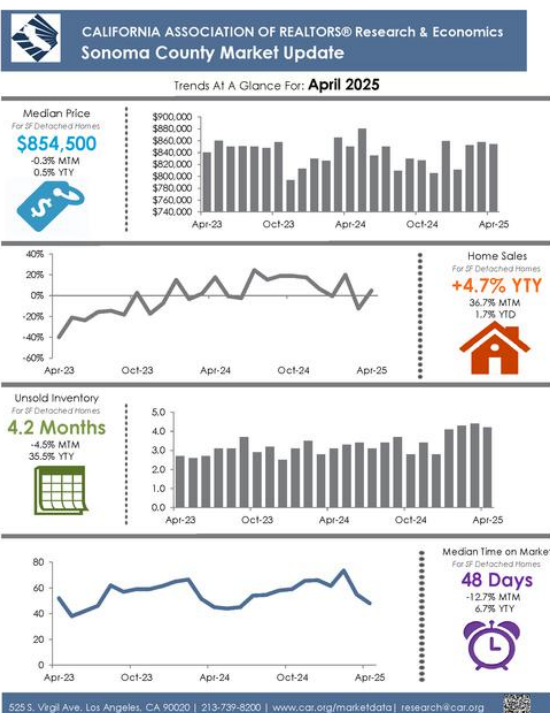 CALIFORNIA ASSOCIATION OF REALTORS® Research & Economics
Sonoma County Market Update
Trends At A Glance For: April 2025
Median Price
For SF Detached Homes
$854,500
-0.3% MTM
0.5% YTY
$
$900,000
$880,000
$860,000
$840,000
$820,000
$800,000
$780,000
$760,000
$740,000
Apr-23 Oct-23 Apr-24 Oct-24 Apr-25
40%
20%
0%
-20%
-40%
-60%
Apr-23 Oct-23 Apr-24 Oct-24 Apr-25
Home Sales
For SF Detached Homes
+4.7% YTY
36.7% MTM
1.7% YTD
Unsold Inventory
For SF Detached Homes
4.2 Months
-4.5% MTM
35.5% YTY
5.0
4.0
3.0
2.0
1.0
0.0
Apr-23 Oct-23 Apr-24 Oct-24 Apr-25
80
60
40
20
0
Apr-23 Oct-23 Apr-24 Oct-24 Apr-25
Median Time on Market
For SF Detached Homes
48 Days
-12.7% MTM
6.7% YTY
525 S. Virgil Ave. Los Angeles, CA 90020 | 213-739-8200 | www.car.org/marketdata | research@car.org